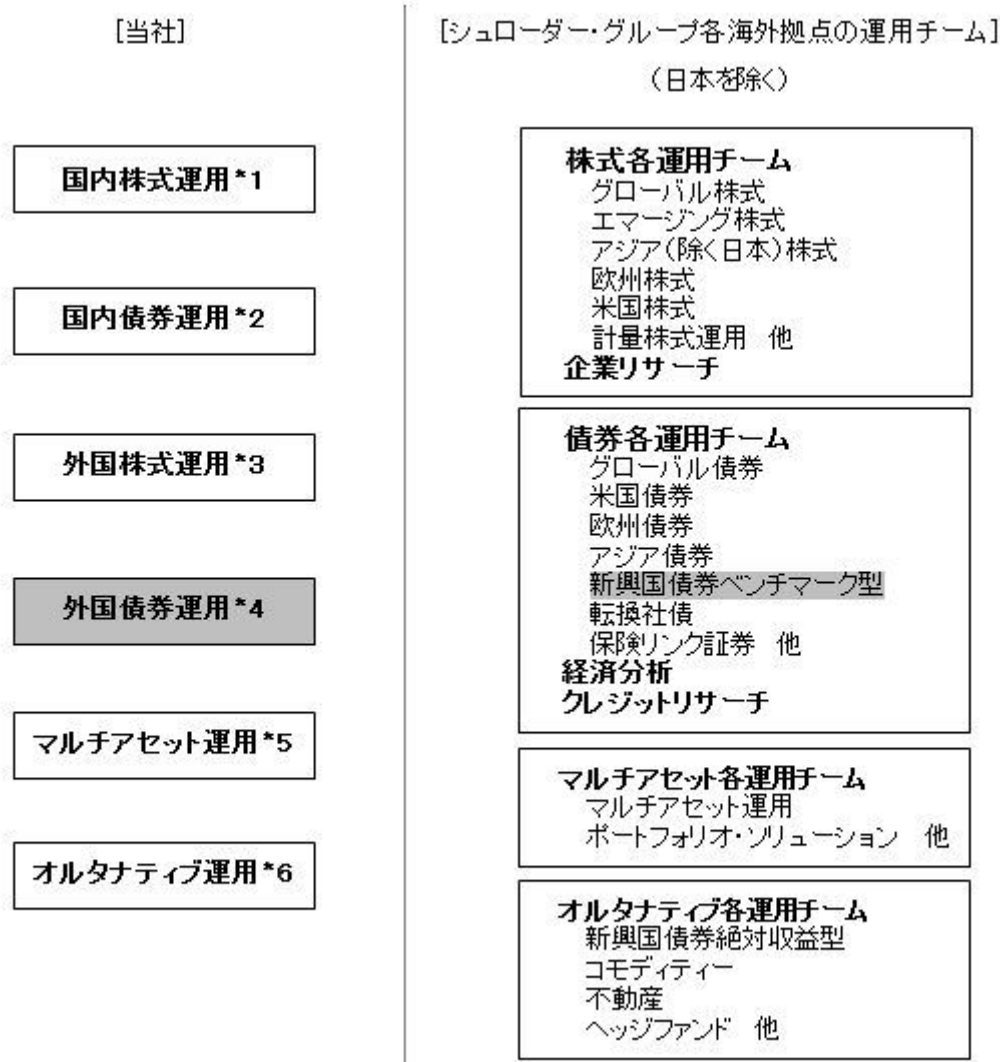 [当社]
国内株式運用*1
国内債券運用*2
外国株式運用*3
外国債券運用*4
マルチアセット運用*5
オルタナティブ運用*6
[シュローダー・グループ各海外拠点の運用チーム]
（日本を除く）
株式各運用チーム
グローバル株式
エマージング株式
アジア(除く日本)株式
欧州株式
米国株式
計量株式運用 他
企業リサーチ
債券各運用チーム
グローバル債券
米国債券
欧州債券
アジア債券
新興国債券ベンチマーク型
転換社債
保険リンク証券 他
経済分析
クレジットリサーチ
マルチアセット各運用チーム
マルチアセット運用
ポートフォリオ・ソリューション 他
オルタナティブ各運用チーム
新興国債券絶対収益型
コモディティー
不動産
ヘッジファンド 他